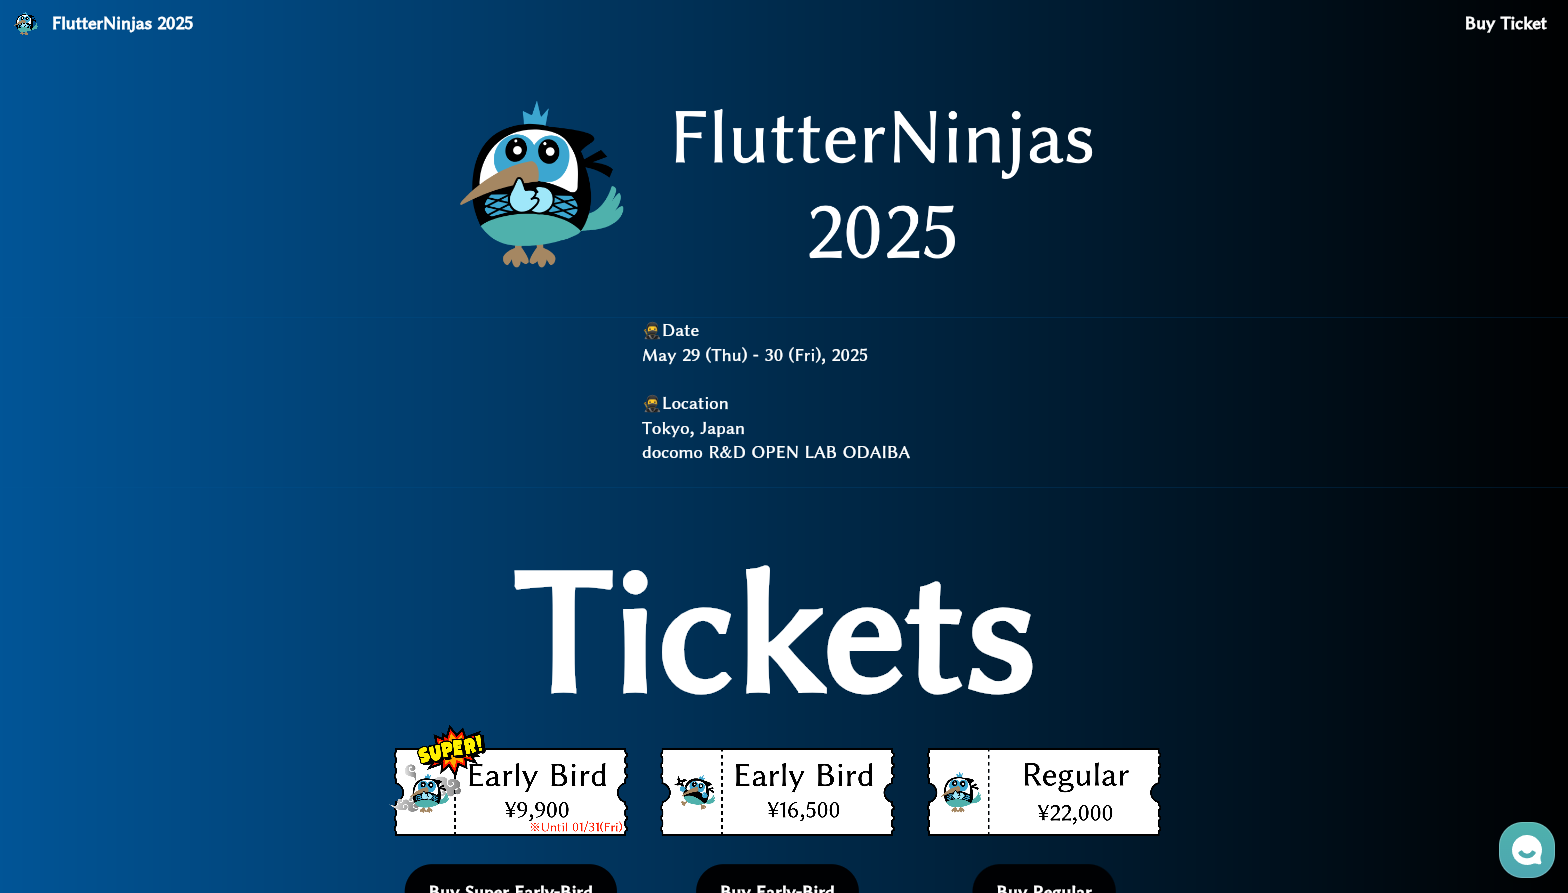 FlutterNinjas 2025
Buy Ticket
FlutterNinjas
2025
🥷Date
May 29 (Thu) - 30 (Fri), 2025
🥷Location
Tokyo, Japan
docomo R&D OPEN LAB ODAIBA
Tickets
SUPER!
Early Bird
¥9,900
※Until 01/31(Fri)
Early Bird
¥16,500
Regular
¥22,000
Buy Super Early-Bird
Buy Early-Bird
Buy Regular